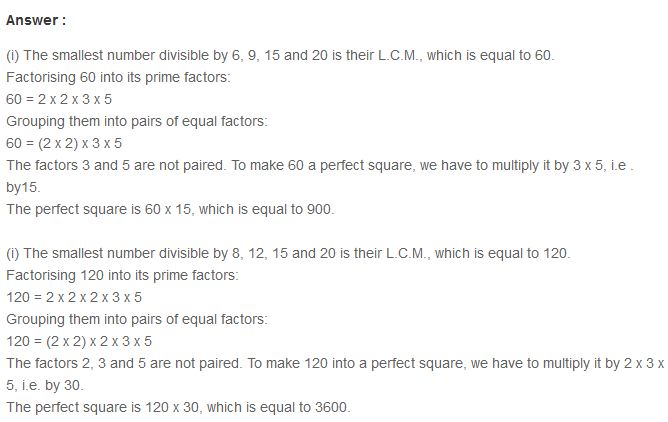 Answer :
(i) The smallest number divisible by 6, 9, 15 and 20 is their L.C.M., which is equal to 60.
Factorising 60 into its prime factors:
60 = 2 x 2 x 3 x 5
Grouping them into pairs of equal factors:
60 = (2 x 2) x 3 x 5
The factors 3 and 5 are not paired. To make 60 a perfect square, we have to multiply it by 3 x 5, i.e .
by15.
The perfect square is 60 x 15, which is equal to 900.
(i) The smallest number divisible by 8, 12, 15 and 20 is their L.C.M., which is equal to 120.
Factorising 120 into its prime factors:
120 = 2 x 2 x 2 x 3 x 5
Grouping them into pairs of equal factors:
120 = (2 x 2) x 2 x 3 x 5
The factors 2, 3 and 5 are not paired. To make 120 into a perfect square, we have to multiply it by 2 x 3 x
5, i.e. by 30.
The perfect square is 120 x 30, which is equal to 3600.